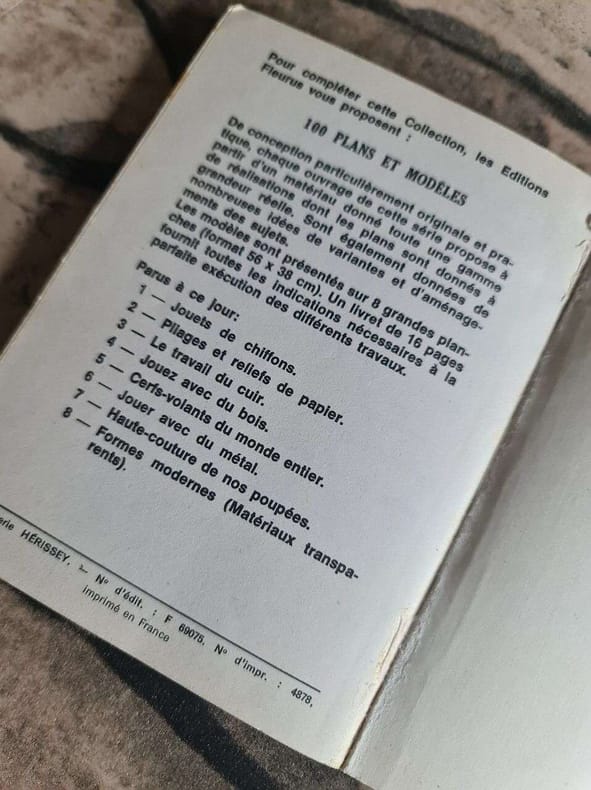 Pour compléter cette Collection, les Editions
Fleurus vous proposent :
100 PLANS ET MODÈLES
De conception particulièrement originale et pra-
tique, chaque ouvrage de cette série propose à
partir d'un matériau donné toute une gamme
de réalisations dont les plans sont donnés à
grandeur réelle. Sont également données de
nombreuses idées de variantes et d'aménage-
ments des sujets.
Les modèles sont présentés sur 8 grandes plan-
ches (format 56 x 38 cm). Un livret de 16 pages
fournit toutes les indications nécessaires à la
parfaite exécution des différents travaux.
Parus à ce jour:
1 — Jouets de chiffons.
2 — Pliages et reliefs de papier.
3 — Le travail du cuir.
4 — Jouez avec du bois.
5 — Cerfs-volants du monde entier.
6 — Jouer avec du métal.
7 — Haute-couture de nos poupées.
8 — Formes modernes (Matériaux transpa-
rents).
erie HÉRISSEY. — N° d'édit. : F 69075. N° d'impr. : 4878.
imprimé en France